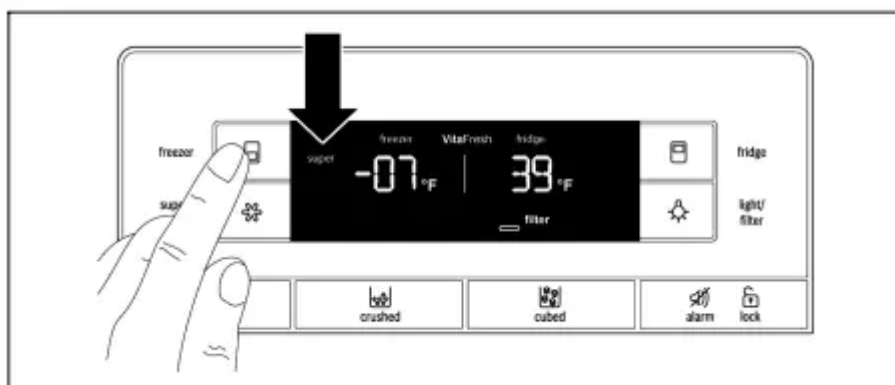 freezer VitaFresh fridge
freezer super -07°F 39°F fridge
filter light/
filter
crushed cubed alarm lock